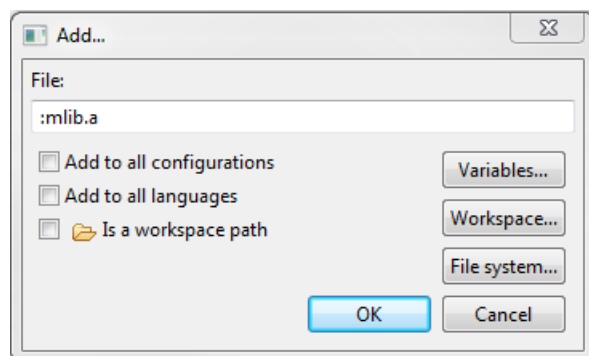 Add...
File:
:mlib.a
Add to all configurations
Variables...
Add to all languages
Workspace...
Is a workspace path
File system...
OK
Cancel